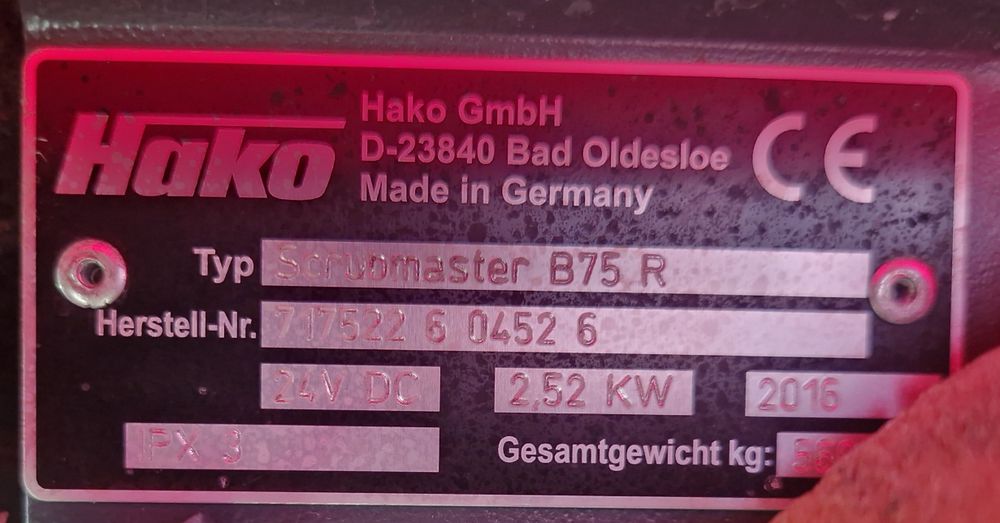 Hako
Hako GmbH
D-23840 Bad Oldesloe
Made in Germany
CE
Typ Scrubmaster B75 R
Herstell-Nr. 717522 6 0452 6
24V DC 2,52 KW 2016
IPX 3
Gesamtgewicht kg: